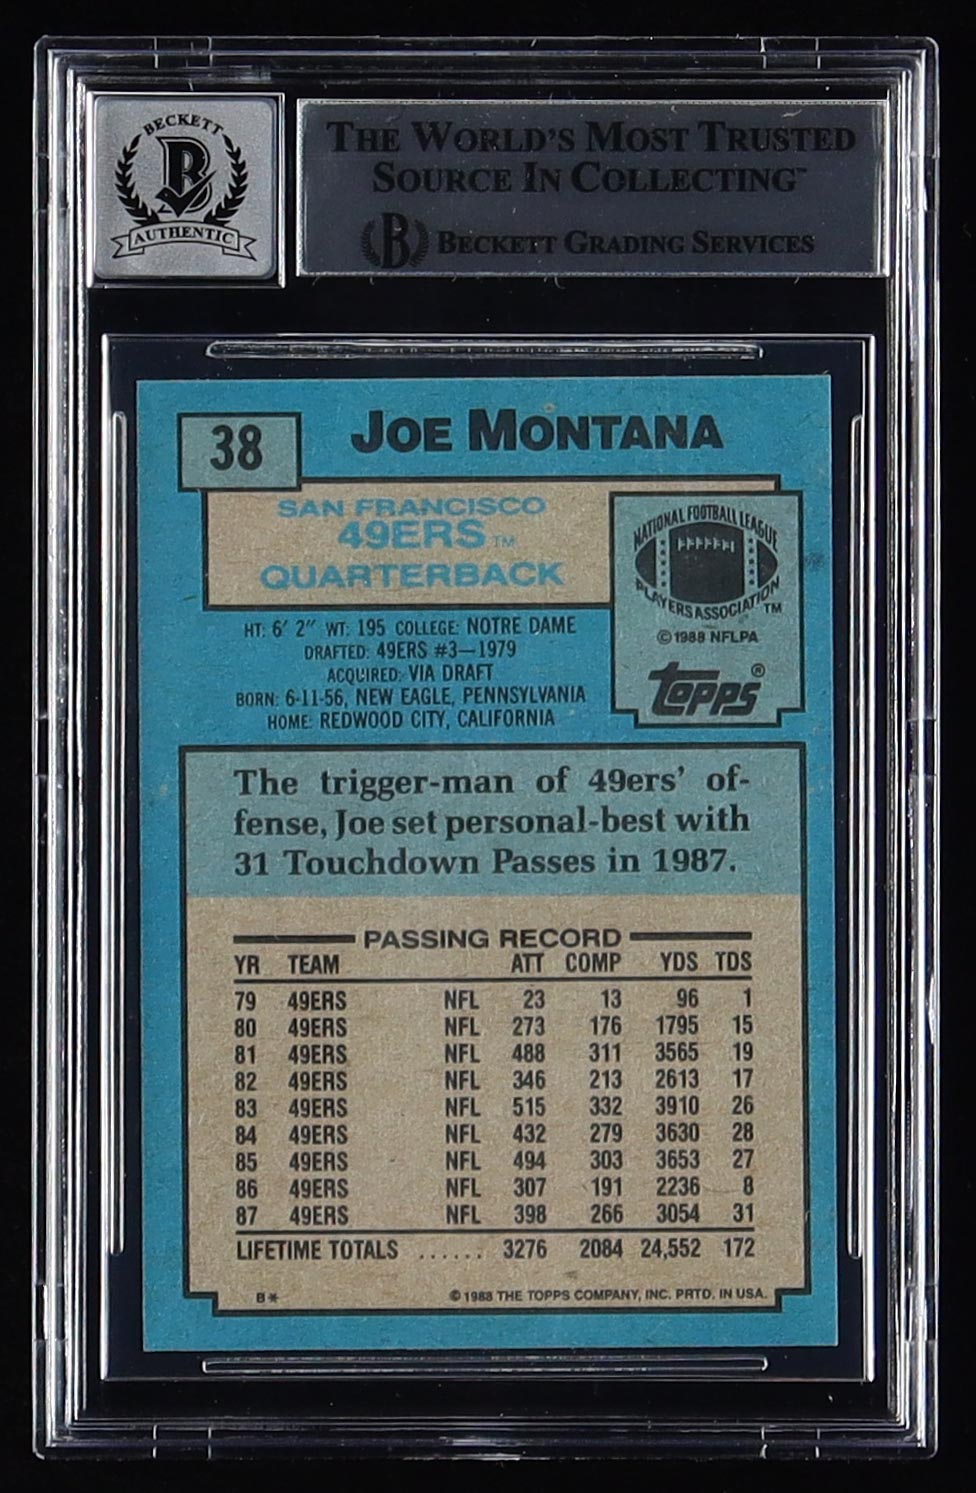 BECKETT
B
AUTHENTIC
THE WORLD'S MOST TRUSTED
SOURCE IN COLLECTING™
B BECKETT GRADING SERVICES
38
JOE MONTANA
SAN FRANCISCO
49ERS TM
QUARTERBACK
NATIONAL FOOTBALL LEAGUE
PLAYERS ASSOCIATION TM
© 1988 NFLPA
topps®
HT: 6' 2" WT: 195 COLLEGE: NOTRE DAME
DRAFTED: 49ERS #3—1979
ACQUIRED: VIA DRAFT
BORN: 6-11-56, NEW EAGLE, PENNSYLVANIA
HOME: REDWOOD CITY, CALIFORNIA
The trigger-man of 49ers' of-
fense, Joe set personal-best with
31 Touchdown Passes in 1987.
PASSING RECORD
YR TEAM ATT COMP YDS TDS
79 49ERS NFL 23 13 96 1
80 49ERS NFL 273 176 1795 15
81 49ERS NFL 488 311 3565 19
82 49ERS NFL 346 213 2613 17
83 49ERS NFL 515 332 3910 26
84 49ERS NFL 432 279 3630 28
85 49ERS NFL 494 303 3653 27
86 49ERS NFL 307 191 2236 8
87 49ERS NFL 398 266 3054 31
LIFETIME TOTALS ...... 3276 2084 24,552 172
B* © 1988 THE TOPPS COMPANY, INC. PRTD. IN USA.